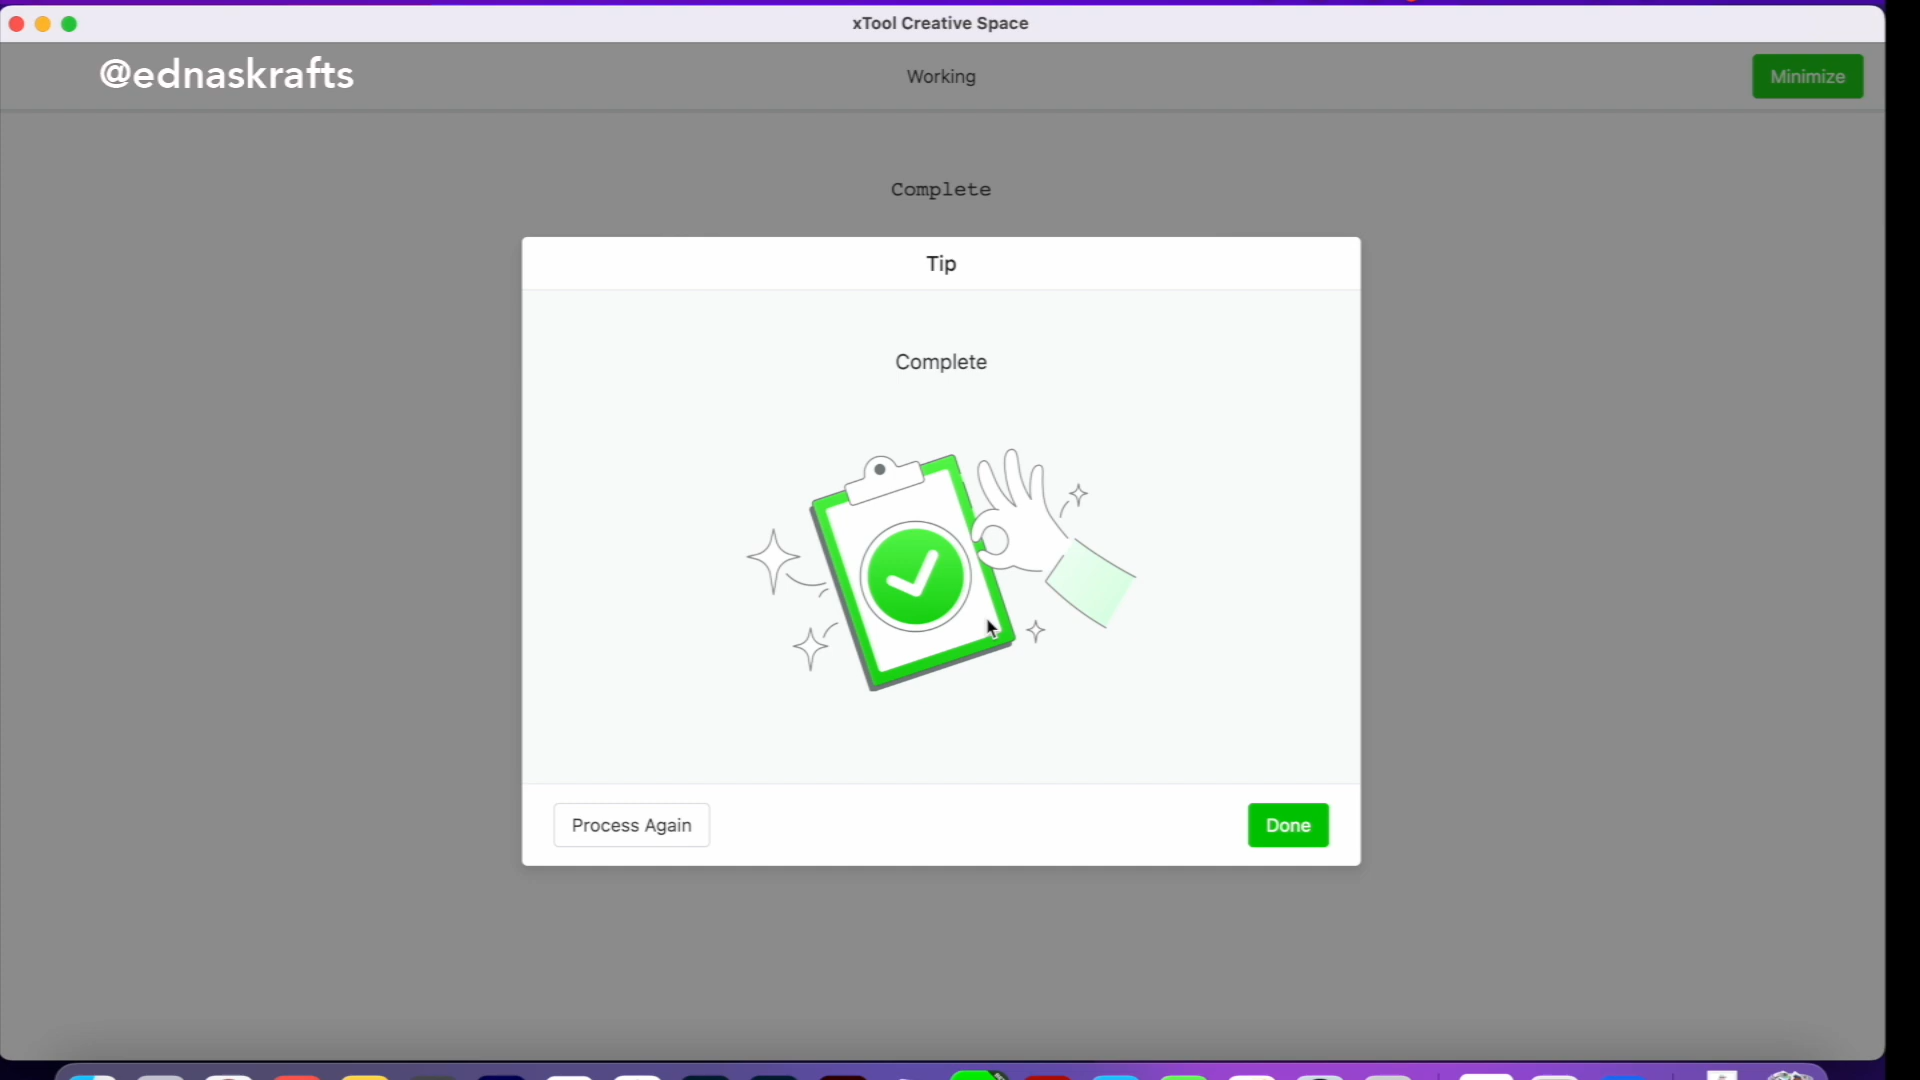 xTool Creative Space
@ednaskrafts
Working
Minimize
Complete
Tip
Complete
Process Again
Done